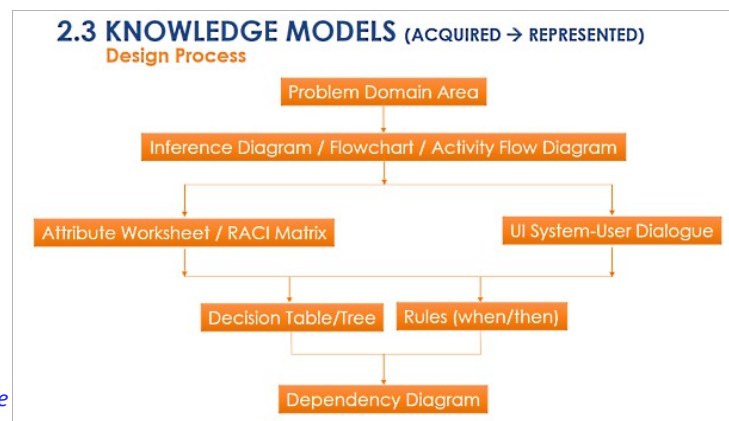 2.3 KNOWLEDGE MODELS (ACQUIRED → REPRESENTED)
Design Process
Problem Domain Area
Inference Diagram / Flowchart / Activity Flow Diagram
Attribute Worksheet / RACI Matrix
UI System-User Dialogue
Decision Table/Tree
Rules (when/then)
Dependency Diagram
e